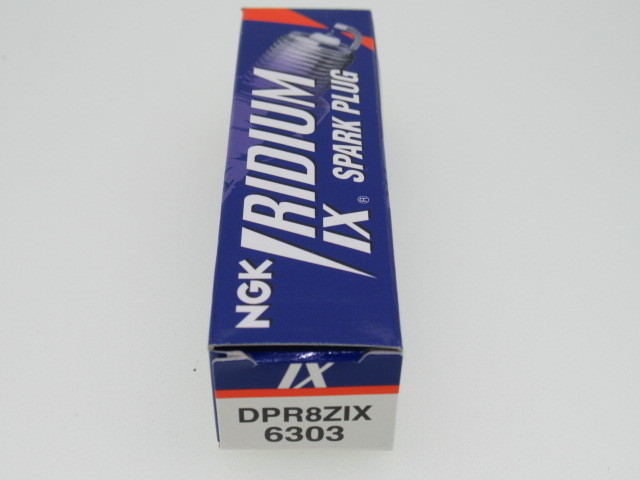 NGK IRIDIUM
IX® SPARK PLUG
IX
DPR8ZIX
6303